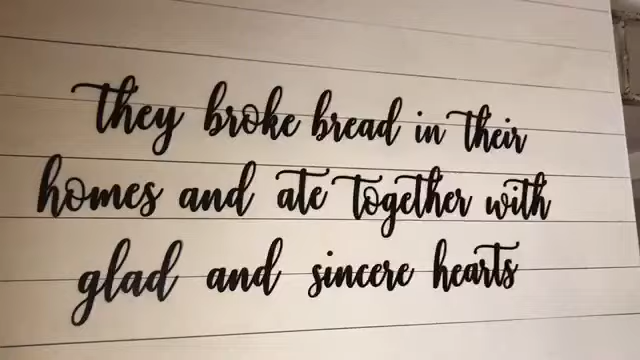 they broke bread in their
homes and ate together with
glad and sincere hearts